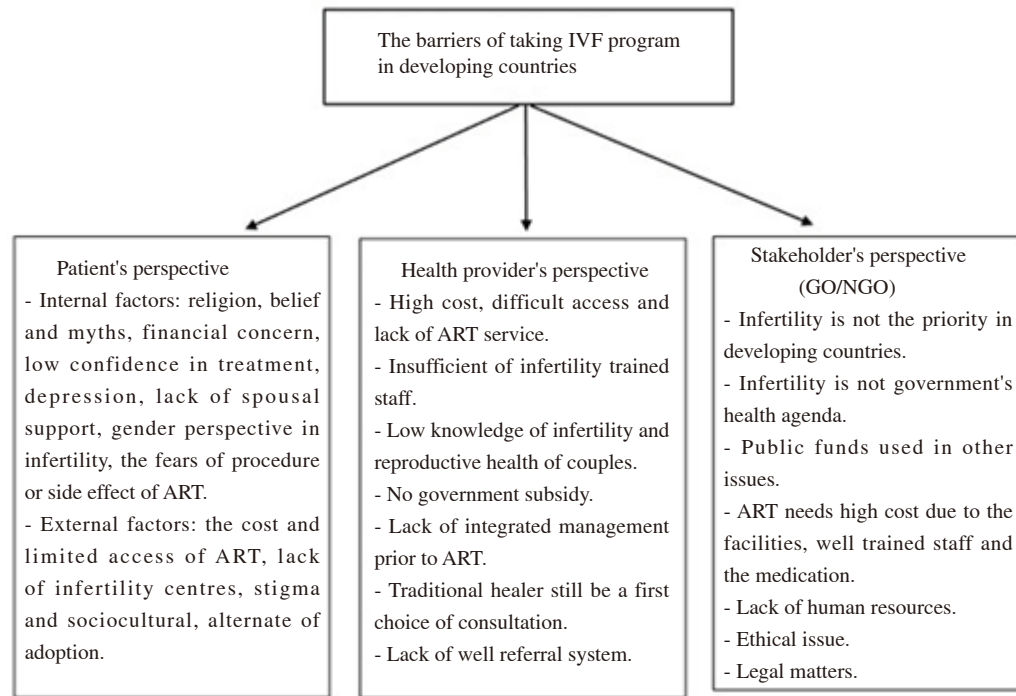 The barriers of taking IVF program
in developing countries
Patient's perspective
- Internal factors: religion, belief
and myths, financial concern,
low confidence in treatment,
depression, lack of spousal
support, gender perspective in
infertility, the fears of procedure
or side effect of ART.
- External factors: the cost and
limited access of ART, lack
of infertility centres, stigma
and sociocultural, alternate of
adoption.
Health provider's perspective
- High cost, difficult access and
lack of ART service.
- Insufficient of infertility trained
staff.
- Low knowledge of infertility and
reproductive health of couples.
- No government subsidy.
- Lack of integrated management
prior to ART.
- Traditional healer still be a first
choice of consultation.
- Lack of well referral system.
Stakeholder's perspective
(GO/NGO)
- Infertility is not the priority in
developing countries.
- Infertility is not government's
health agenda.
- Public funds used in other
issues.
- ART needs high cost due to the
facilities, well trained staff and
the medication.
- Lack of human resources.
- Ethical issue.
- Legal matters.